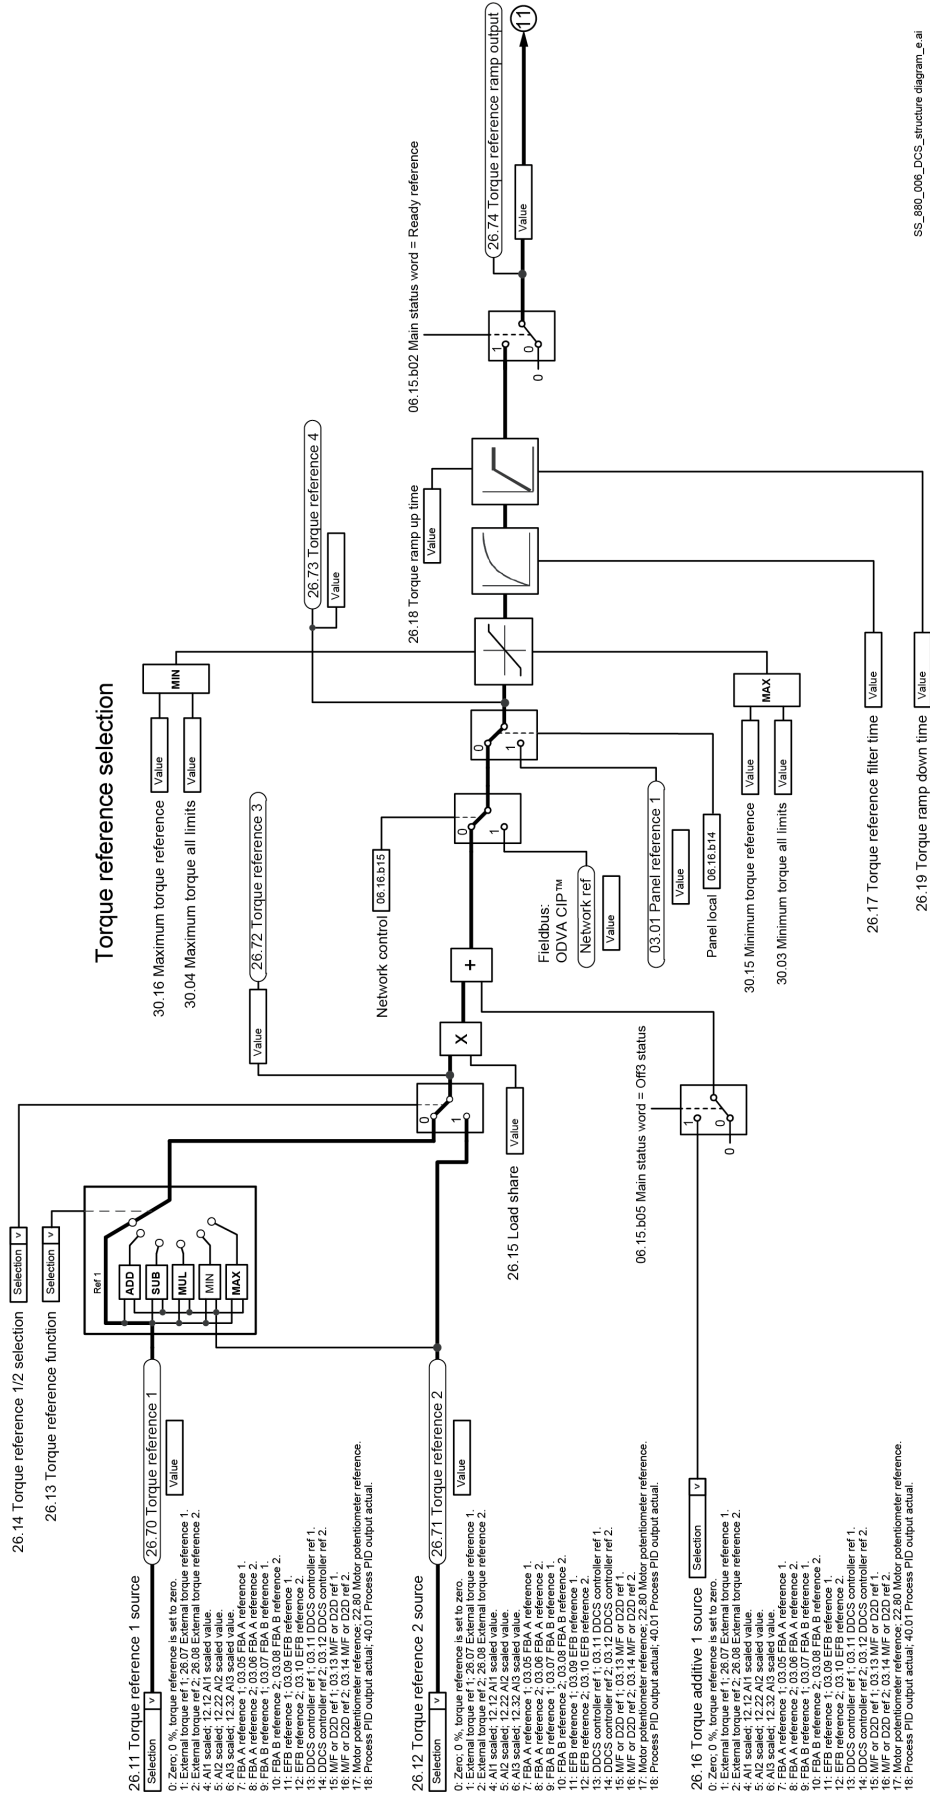 Torque reference selection
26.14 Torque reference 1/2 selection
Selection
v
26.13 Torque reference function
Selection
v
26.11 Torque reference 1 source
Selection
v
26.70 Torque reference 1
Value
0: Zero; 0 %, torque reference is set to zero.
1: External torque ref 1; 26.07 External torque reference 1.
2: External torque ref 2; 26.08 External torque reference 2.
4: AI1 scaled; 12.12 AI1 scaled value.
5: AI2 scaled; 12.22 AI2 scaled value.
6: AI3 scaled; 12.32 AI3 scaled value.
7: FBA A reference 1; 03.05 FBA A reference 1.
8: FBA A reference 2; 03.06 FBA A reference 2.
9: FBA B reference 1; 03.07 FBA B reference 1.
10: FBA B reference 2; 03.08 FBA B reference 2.
11: EFB reference 1; 03.09 EFB reference 1.
12: EFB reference 2; 03.10 EFB reference 2.
13: DDCS controller ref 1; 03.11 DDCS controller ref 1.
14: DDCS controller ref 2; 03.12 DDCS controller ref 2.
15: M/F or D2D ref 1; 03.13 M/F or D2D ref 1.
16: M/F or D2D ref 2; 03.14 M/F or D2D ref 2.
17: Motor potentiometer reference; 22.80 Motor potentiometer reference.
18: Process PID output actual; 40.01 Process PID output actual.
Ref 1
ADD
SUB
MUL
MIN
MAX
26.12 Torque reference 2 source
Selection
v
26.71 Torque reference 2
Value
0: Zero; 0 %, torque reference is set to zero.
1: External torque ref 1; 26.07 External torque reference 1.
2: External torque ref 2; 26.08 External torque reference 2.
4: AI1 scaled; 12.12 AI1 scaled value.
5: AI2 scaled; 12.22 AI2 scaled value.
6: AI3 scaled; 12.32 AI3 scaled value.
7: FBA A reference 1; 03.05 FBA A reference 1.
8: FBA A reference 2; 03.06 FBA A reference 2.
9: FBA B reference 1; 03.07 FBA B reference 1.
10: FBA B reference 2; 03.08 FBA B reference 2.
11: EFB reference 1; 03.09 EFB reference 1.
12: EFB reference 2; 03.10 EFB reference 2.
13: DDCS controller ref 1; 03.11 DDCS controller ref 1.
14: DDCS controller ref 2; 03.12 DDCS controller ref 2.
15: M/F or D2D ref 1; 03.13 M/F or D2D ref 1.
16: M/F or D2D ref 2; 03.14 M/F or D2D ref 2.
17: Motor potentiometer reference; 22.80 Motor potentiometer reference.
18: Process PID output actual; 40.01 Process PID output actual.
26.16 Torque additive 1 source
Selection
v
0: Zero; 0 %, torque reference is set to zero.
1: External torque ref 1; 26.07 External torque reference 1.
2: External torque ref 2; 26.08 External torque reference 2.
4: AI1 scaled; 12.12 AI1 scaled value.
5: AI2 scaled; 12.22 AI2 scaled value.
6: AI3 scaled; 12.32 AI3 scaled value.
7: FBA A reference 1; 03.05 FBA A reference 1.
8: FBA A reference 2; 03.06 FBA A reference 2.
9: FBA B reference 1; 03.07 FBA B reference 1.
10: FBA B reference 2; 03.08 FBA B reference 2.
11: EFB reference 1; 03.09 EFB reference 1.
12: EFB reference 2; 03.10 EFB reference 2.
13: DDCS controller ref 1; 03.11 DDCS controller ref 1.
14: DDCS controller ref 2; 03.12 DDCS controller ref 2.
15: M/F or D2D ref 1; 03.13 M/F or D2D ref 1.
16: M/F or D2D ref 2; 03.14 M/F or D2D ref 2.
17: Motor potentiometer reference; 22.80 Motor potentiometer reference.
18: Process PID output actual; 40.01 Process PID output actual.
0
1
26.72 Torque reference 3
Value
X
+
26.15 Load share
Value
06.15.b05 Main status word = Off3 status
1
0
0
Network control
06.16.b15
0
1
Fieldbus:
ODVA CIP™
Network ref
Value
0
1
03.01 Panel reference 1
Value
Panel local
06.16.b14
30.16 Maximum torque reference
Value
30.04 Maximum torque all limits
Value
MIN
30.15 Minimum torque reference
Value
30.03 Minimum torque all limits
Value
MAX
26.73 Torque reference 4
Value
26.18 Torque ramp up time
Value
26.17 Torque reference filter time
Value
26.19 Torque ramp down time
Value
06.15.b02 Main status word = Ready reference
1
0
0
26.74 Torque reference ramp output
Value
11
SS_880_006_DCS_structure diagram_e.ai